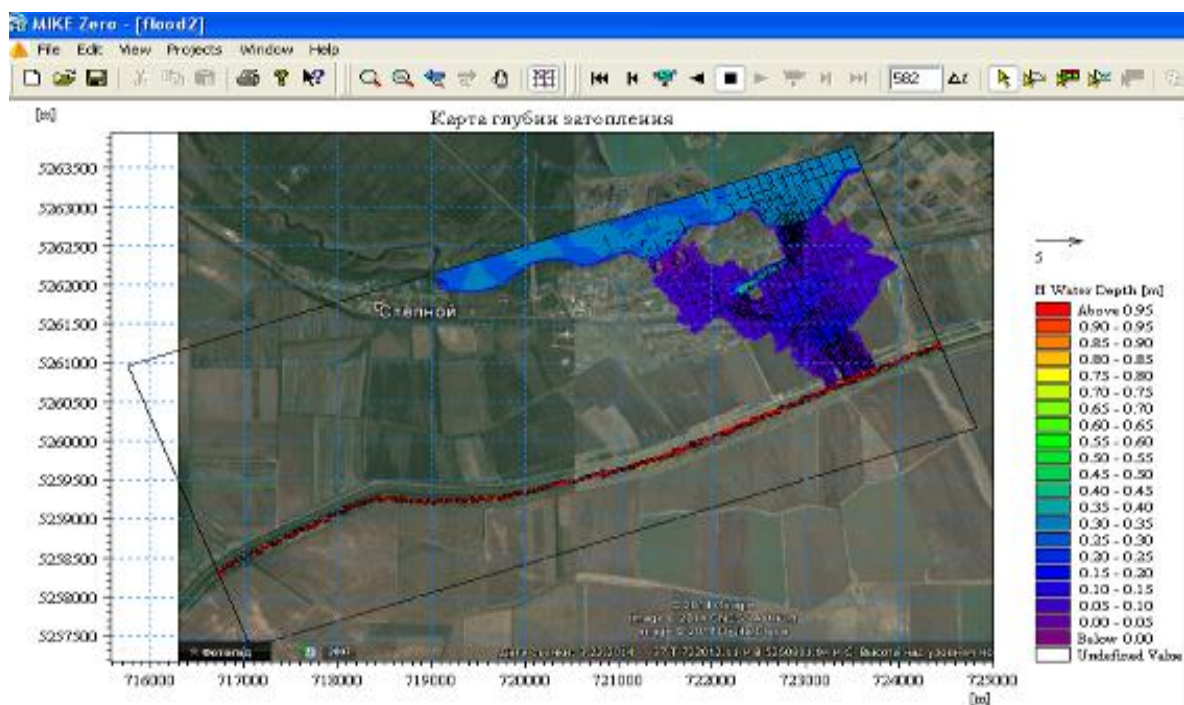 MIKE Zero - [flood2]
File Edit View Projects Window Help
582 Δt
[m]
Карта глубин затопления
5263500
5263000
5262500
5262000
5261500
5261000
5260500
5260000
5259500
5259000
5258500
5258000
5257500
Степной
5
H Water Depth [m]
Above 0.95
0.90 - 0.95
0.85 - 0.90
0.80 - 0.85
0.75 - 0.80
0.70 - 0.75
0.65 - 0.70
0.60 - 0.65
0.55 - 0.60
0.50 - 0.55
0.45 - 0.50
0.40 - 0.45
0.35 - 0.40
0.30 - 0.35
0.25 - 0.30
0.20 - 0.25
0.15 - 0.20
0.10 - 0.15
0.05 - 0.10
0.00 - 0.05
Below 0.00
Undefined Value
716000 717000 718000 719000 720000 721000 722000 723000 724000 725000
[m]